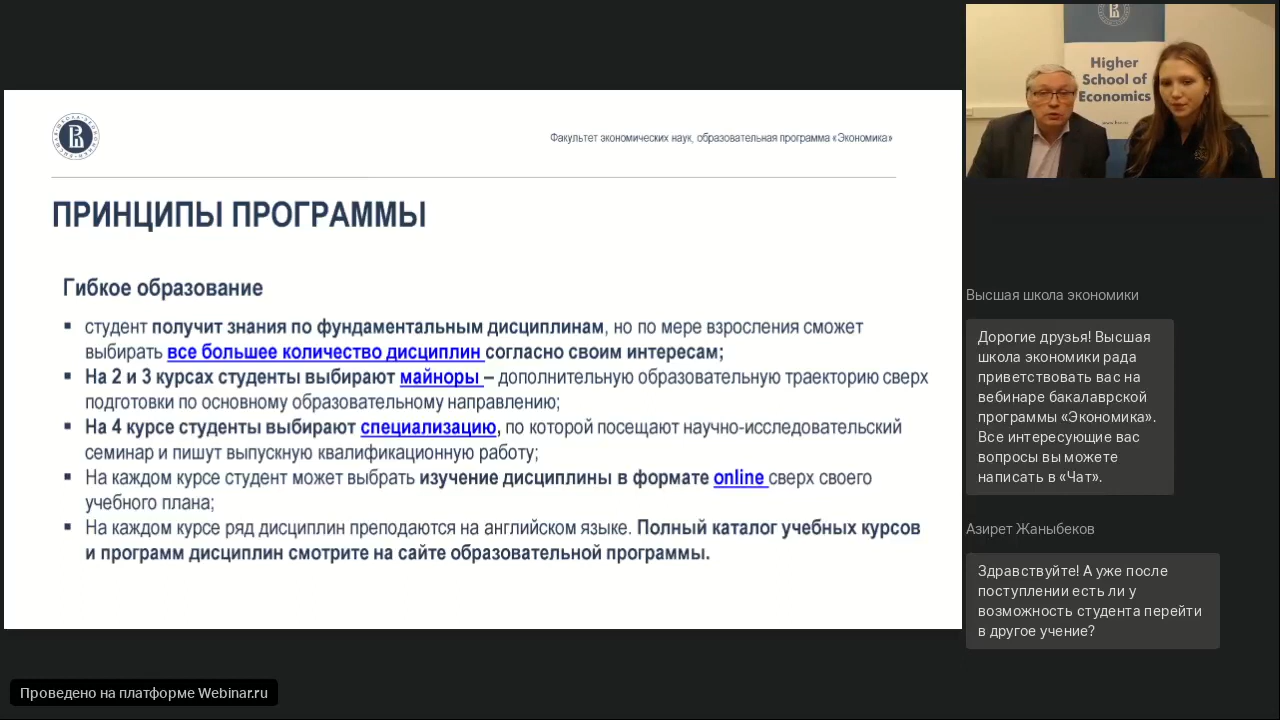 Факультет экономических наук, образовательная программа «Экономика»
ПРИНЦИПЫ ПРОГРАММЫ
Гибкое образование
▪ студент получит знания по фундаментальным дисциплинам, но по мере взросления сможет
выбирать все большее количество дисциплин согласно своим интересам;
▪ На 2 и 3 курсах студенты выбирают майноры – дополнительную образовательную траекторию сверх
подготовки по основному образовательному направлению;
▪ На 4 курсе студенты выбирают специализацию, по которой посещают научно-исследовательский
семинар и пишут выпускную квалификационную работу;
▪ На каждом курсе студент может выбрать изучение дисциплины в формате online сверх своего
учебного плана;
▪ На каждом курсе ряд дисциплин преподаются на английском языке. Полный каталог учебных курсов
и программ дисциплин смотрите на сайте образовательной программы.
Проведено на платформе Webinar.ru
Higher
School of
Economics
Высшая школа экономики
Дорогие друзья! Высшая
школа экономики рада
приветствовать вас на
вебинаре бакалаврской
программы «Экономика».
Все интересующие вас
вопросы вы можете
написать в «Чат».
Азирет Жаныбеков
Здравствуйте! А уже после
поступлении есть ли у
возможность студента перейти
в другое учение?